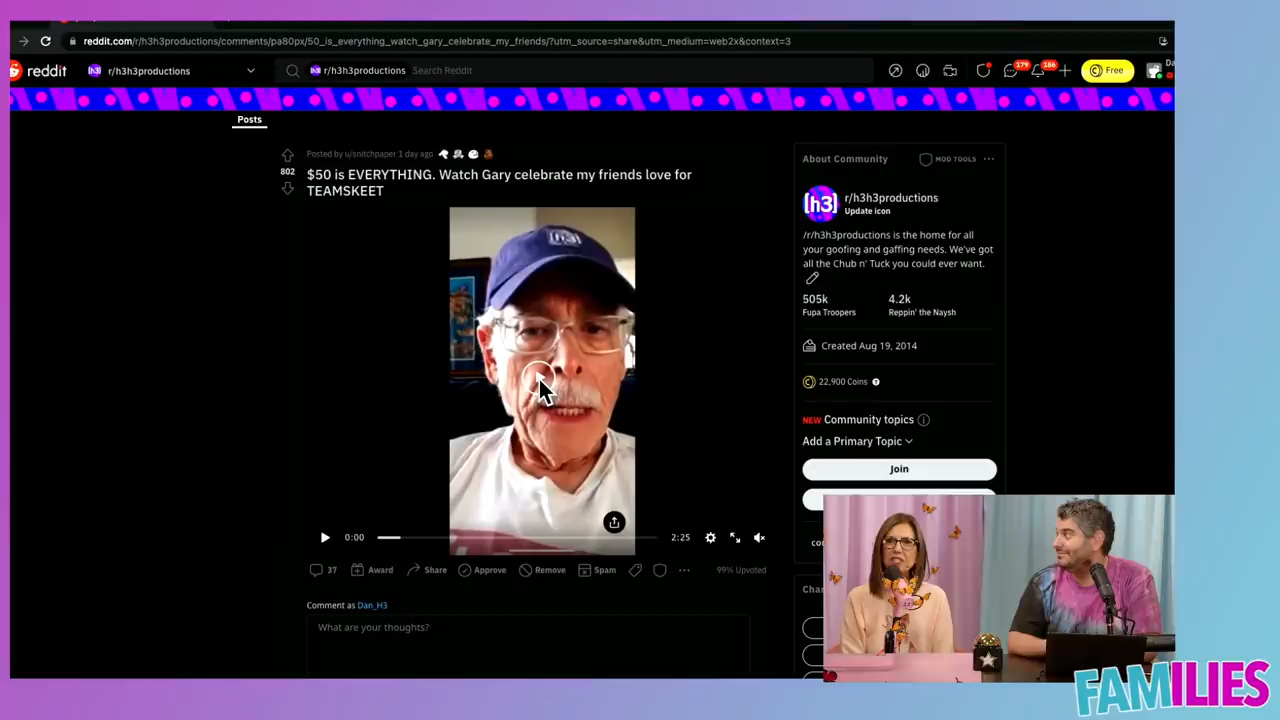 reddit.com/r/h3h3productions/comments/pa80px/50_is_everything_watch_gary_celebrate_my_friends/?utm_source=share&utm_medium=web2x&context=3
reddit
r/h3h3productions
r/h3h3productions
Search Reddit
179
186
Free
Da
Posts
Posted by u/snitchpaper 1 day ago
802
$50 is EVERYTHING. Watch Gary celebrate my friends love for
TEAMSKEET
[h3]
0:00
2:25
37
Award
Share
Approve
Remove
Spam
99% Upvoted
Comment as Dan_H3
What are your thoughts?
About Community
MOD TOOLS
[h3]
r/h3h3productions
Update icon
/r/h3h3productions is the home for all
your goofing and gaffing needs. We've got
all the Chub n' Tuck you could ever want.
505k
4.2k
Fupa Troopers
Reppin' the Naysh
Created Aug 19, 2014
22,900 Coins
NEW Community topics
Add a Primary Topic
Join
FAMILIES